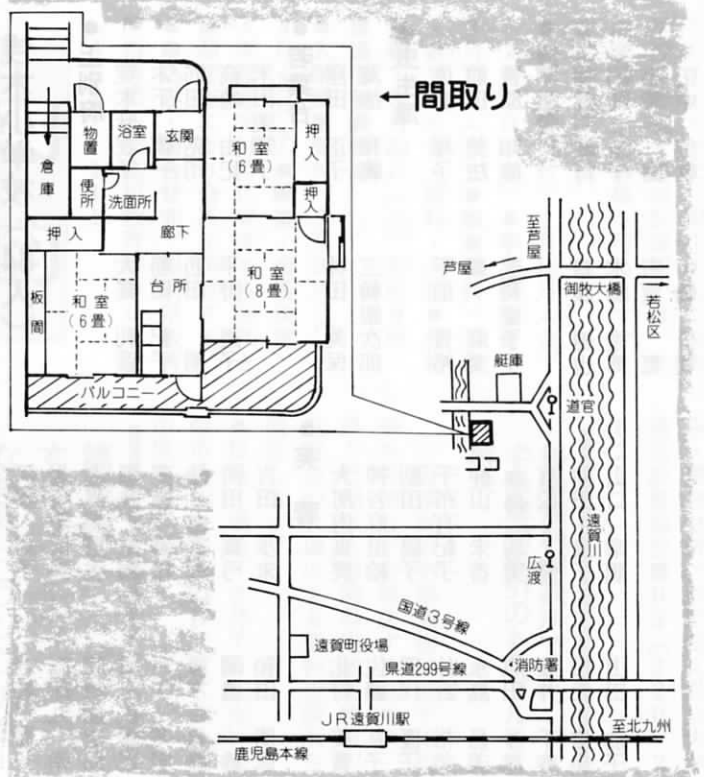 ←間取り
物置
浴室
玄関
和室
(6畳)
押入
倉庫
便所
洗面所
押入
押入
廊下
和室
(8畳)
板間
和室
(6畳)
台所
バルコニー
至芦屋
芦屋
御牧大橋
若松区
艇庫
道官
遠賀川
広渡
国道3号線
遠賀町役場
県道299号線
消防署
JR遠賀川駅
至北九州
鹿児島本線